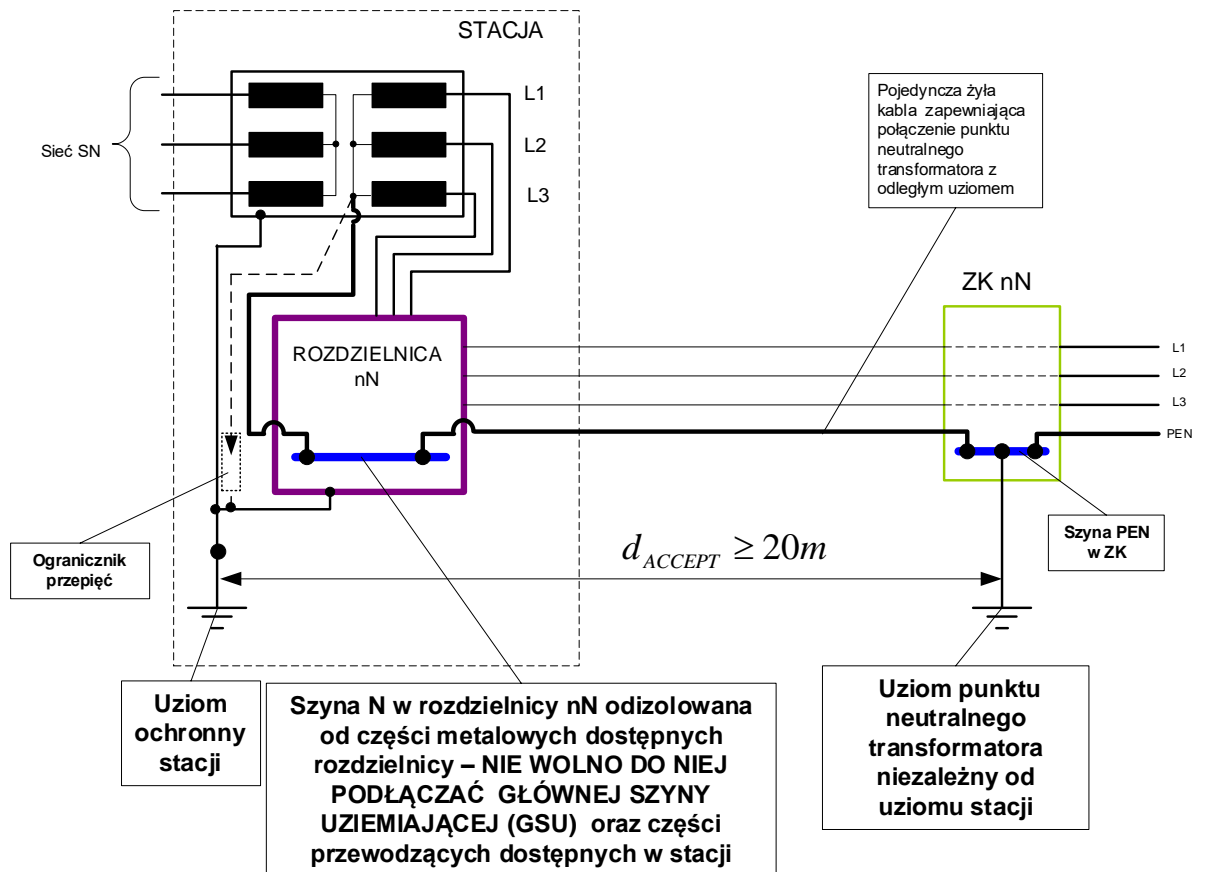 STACJA
L1
L2
L3
Sieć SN
Pojedyncza żyła
kabla zapewniająca
połączenie punktu
neutralnego
transformatora z
odległym uziomem
ZK nN
ROZDZIELNICA
nN
L1
L2
L3
PEN
Ogranicznik
przepięć
d_ACCEPT ≥ 20m
Szyna PEN
w ZK
Uziom
ochronny
stacji
Szyna N w rozdzielnicy nN odizolowana
od części metalowych dostępnych
rozdzielnicy – NIE WOLNO DO NIEJ
PODŁĄCZAĆ GŁÓWNEJ SZYNY
UZIEMIAJĄCEJ (GSU) oraz części
przewodzących dostępnych w stacji
Uziom punktu
neutralnego
transformatora
niezależny od
uziomu stacji